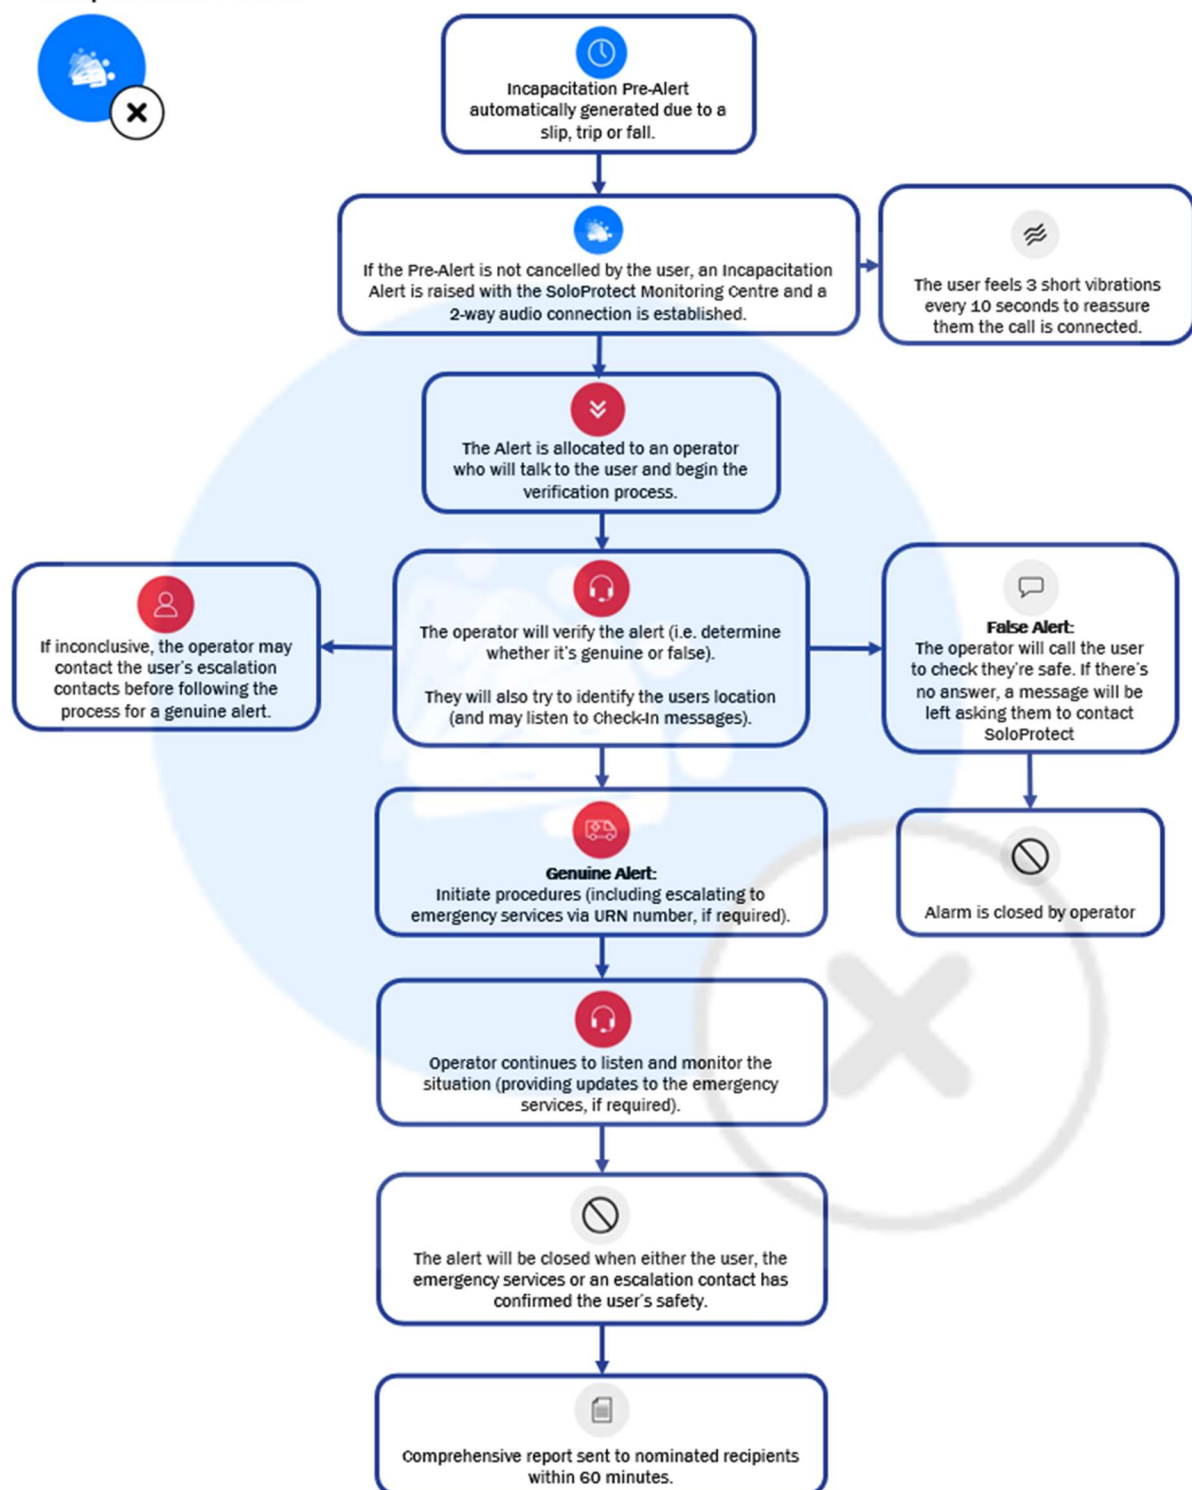 Incapacitation Pre-Alert
automatically generated due to a
slip, trip or fall.
If the Pre-Alert is not cancelled by the user, an Incapacitation
Alert is raised with the SoloProtect Monitoring Centre and a
2-way audio connection is established.
The user feels 3 short vibrations
every 10 seconds to reassure
them the call is connected.
The Alert is allocated to an operator
who will talk to the user and begin the
verification process.
If inconclusive, the operator may
contact the user's escalation
contacts before following the
process for a genuine alert.
The operator will verify the alert (i.e. determine
whether it's genuine or false).
They will also try to identify the users location
(and may listen to Check-In messages).
False Alert:
The operator will call the user
to check they're safe. If there's
no answer, a message will be
left asking them to contact
SoloProtect
Genuine Alert:
Initiate procedures (including escalating to
emergency services via URN number, if required).
Alarm is closed by operator
Operator continues to listen and monitor the
situation (providing updates to the emergency
services, if required).
The alert will be closed when either the user, the
emergency services or an escalation contact has
confirmed the user's safety.
Comprehensive report sent to nominated recipients
within 60 minutes.